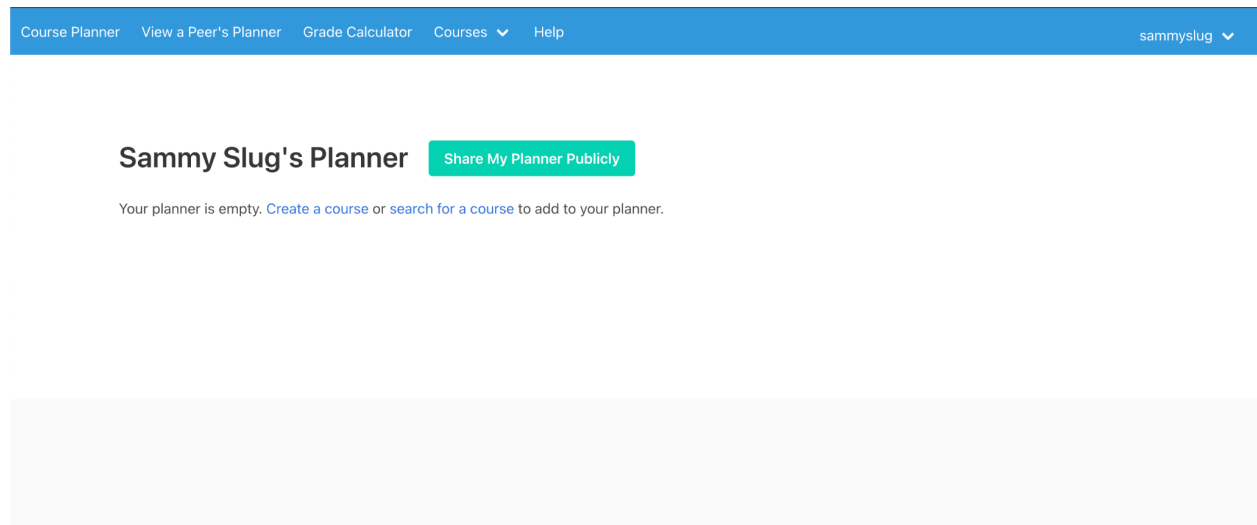 Course Planner View a Peer's Planner Grade Calculator Courses Help sammyslug
Sammy Slug's Planner Share My Planner Publicly
Your planner is empty. Create a course or search for a course to add to your planner.